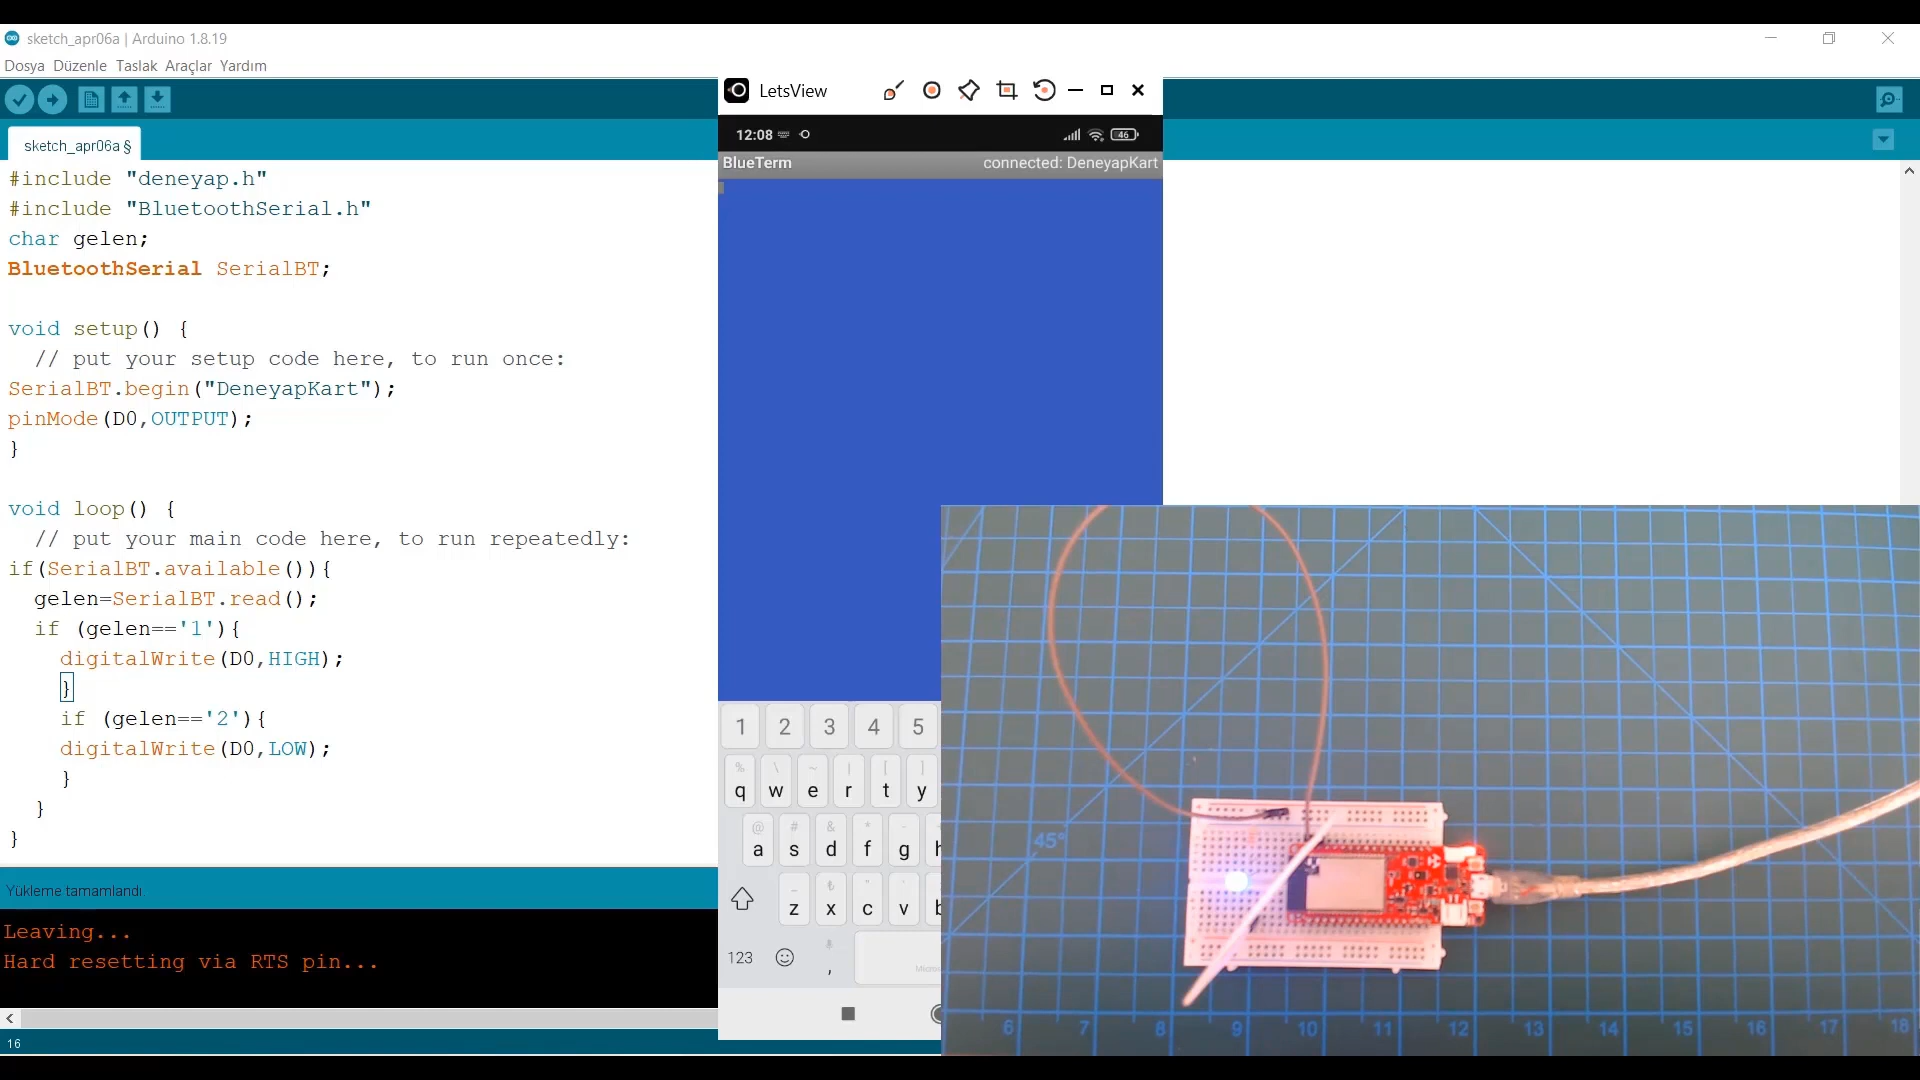 sketch_apr06a | Arduino 1.8.19
Dosya Düzenle Taslak Araçlar Yardım
sketch_apr06a §
#include "deneyap.h"
#include "BluetoothSerial.h"
char gelen;
BluetoothSerial SerialBT;
void setup() {
// put your setup code here, to run once:
SerialBT.begin("DeneyapKart");
pinMode(D0,OUTPUT);
}
void loop() {
// put your main code here, to run repeatedly:
if(SerialBT.available()){
gelen=SerialBT.read();
if (gelen=='1'){
digitalWrite(D0,HIGH);
}
if (gelen=='2'){
digitalWrite(D0,LOW);
}
}
}
Yükleme tamamlandı.
Leaving...
Hard resetting via RTS pin...
16
LetsView
12:08
46
BlueTerm connected: DeneyapKart
1 2 3 4 5
% \ ~ | [ ]
q w e r t y
@ # & * -
a s d f g h
_ ₺ " ' :
z x c v b
123 ,
45°
6 7 8 9 10 11 12 13 14 15 16 17 18